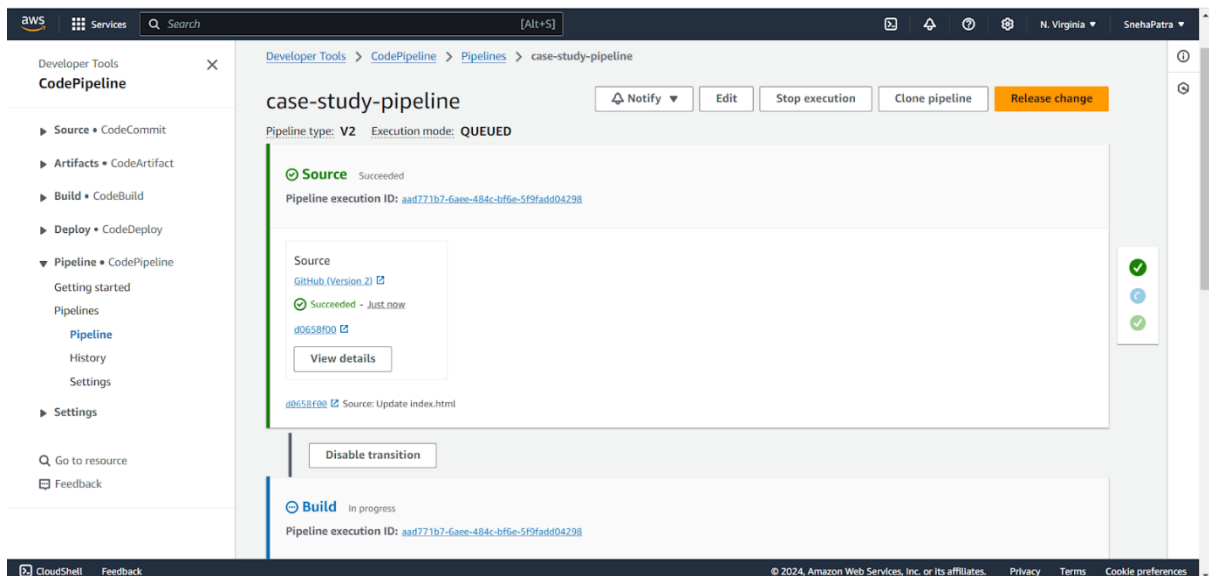 aws Services Search [Alt+S] N. Virginia SnehaPatra
Developer Tools
CodePipeline
Source • CodeCommit
Artifacts • CodeArtifact
Build • CodeBuild
Deploy • CodeDeploy
Pipeline • CodePipeline
Getting started
Pipelines
Pipeline
History
Settings
Settings
Go to resource
Feedback
Developer Tools > CodePipeline > Pipelines > case-study-pipeline
case-study-pipeline
Notify Edit Stop execution Clone pipeline Release change
Pipeline type: V2 Execution mode: QUEUED
Source Succeeded
Pipeline execution ID: aad771b7-6aee-484c-bf6e-5f9fadd04298
Source
GitHub (Version 2)
Succeeded - Just now
d0658f00
View details
d0658f00 Source: Update index.html
Disable transition
Build In progress
Pipeline execution ID: aad771b7-6aee-484c-bf6e-5f9fadd04298
CloudShell Feedback © 2024, Amazon Web Services, Inc. or its affiliates. Privacy Terms Cookie preferences